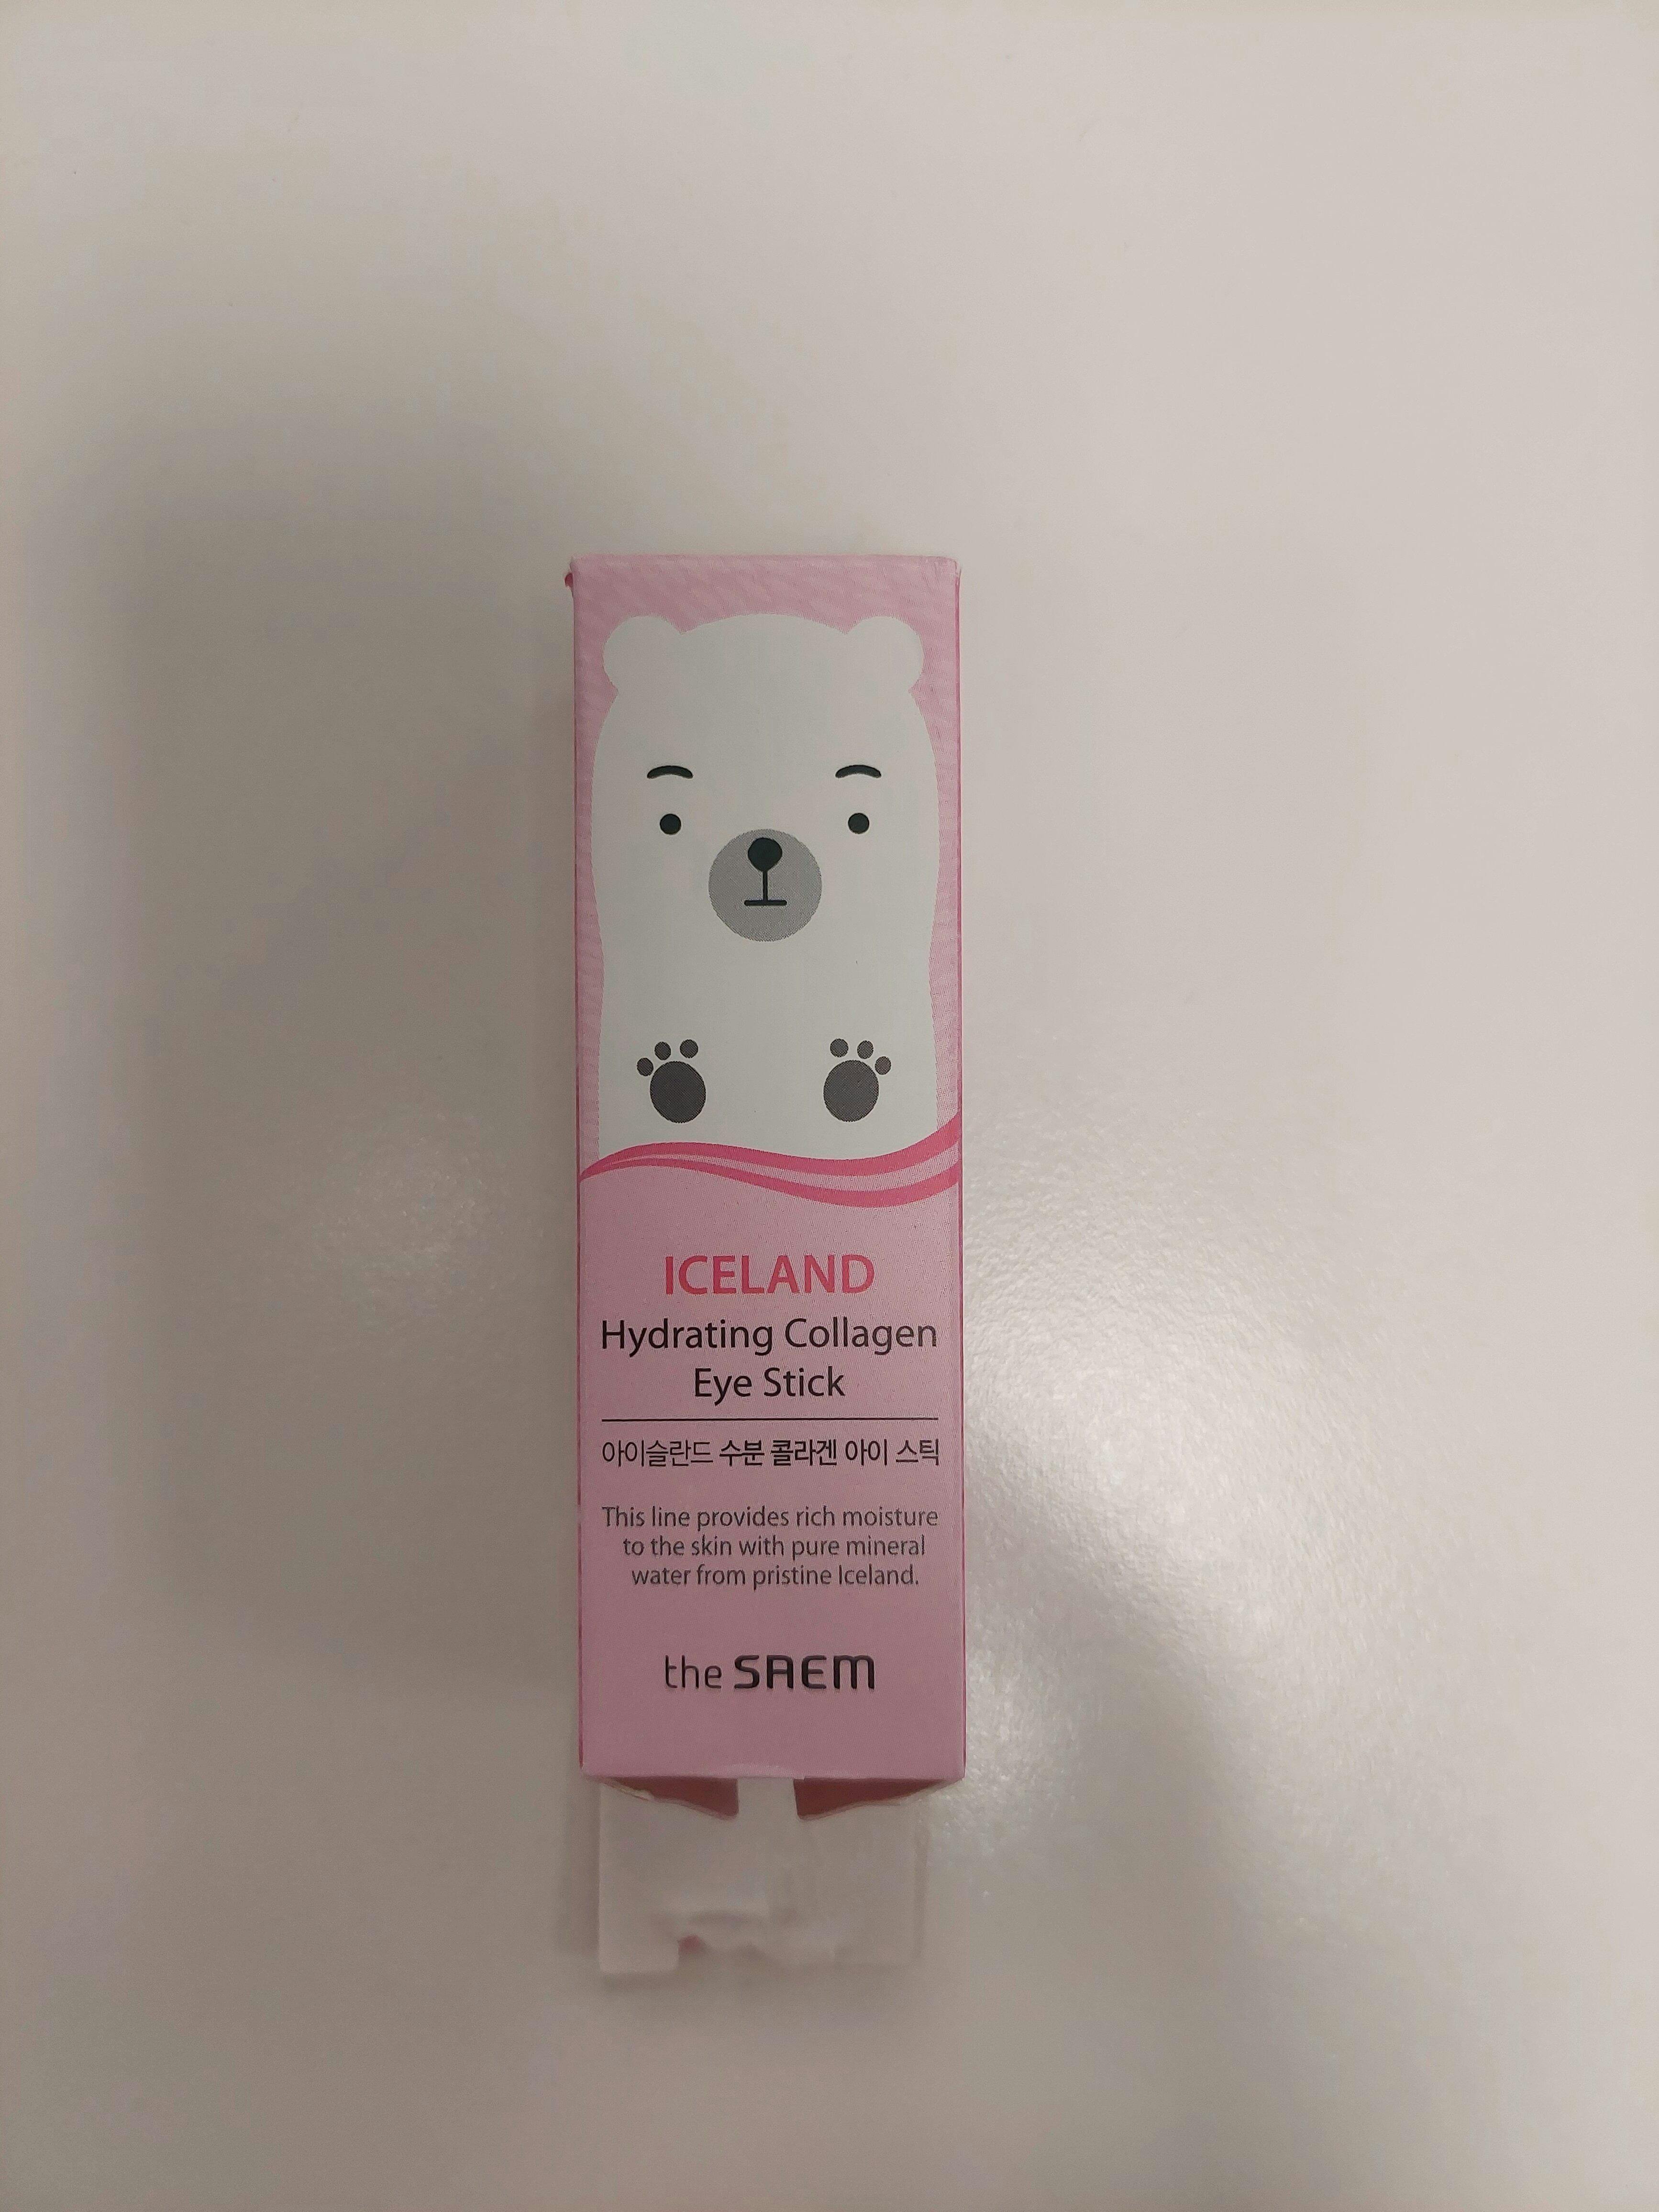 ICELAND
Hydrating Collagen
Eye Stick
아이슬란드 수분 콜라겐 아이 스틱
This line provides rich moisture
to the skin with pure mineral
water from pristine Iceland.
the SAEM